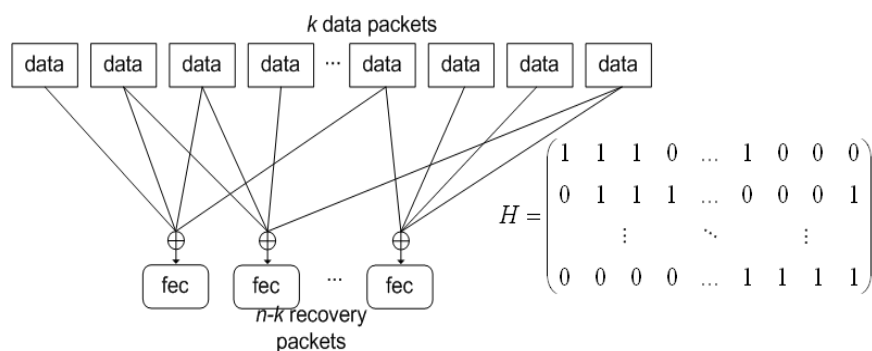 k data packets
data data data data ... data data data data
fec fec ... fec
n-k recovery
packets
H =
1 1 1 0 ... 1 0 0 0
0 1 1 1 ... 0 0 0 1
⋮ ⋱ ⋮
0 0 0 0 ... 1 1 1 1